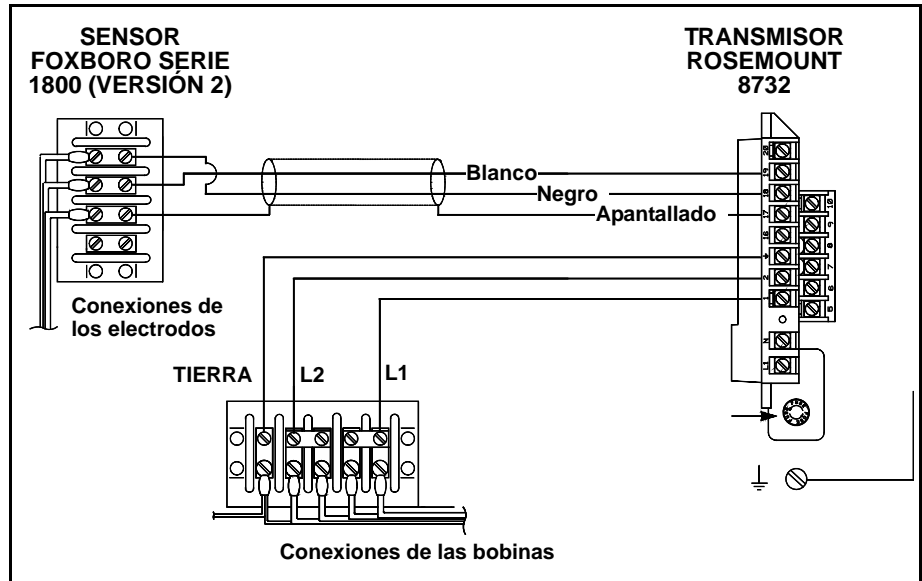 SENSOR
FOXBORO SERIE
1800 (VERSIÓN 2)
TRANSMISOR
ROSEMOUNT
8732
Blanco
Negro
Apantallado
20
19
18
17
16
2
1
N
L1
10
9
8
7
6
5
Conexiones de
los electrodos
TIERRA
L2
L1
Conexiones de las bobinas